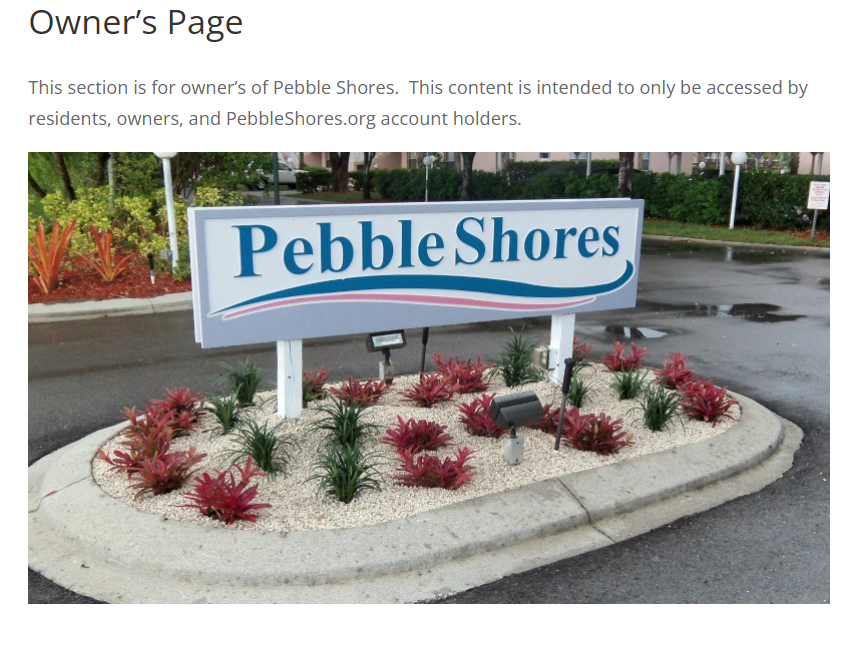 Owner’s Page
This section is for owner’s of Pebble Shores.  This content is intended to only be accessed by
residents, owners, and PebbleShores.org account holders.
Pebble Shores